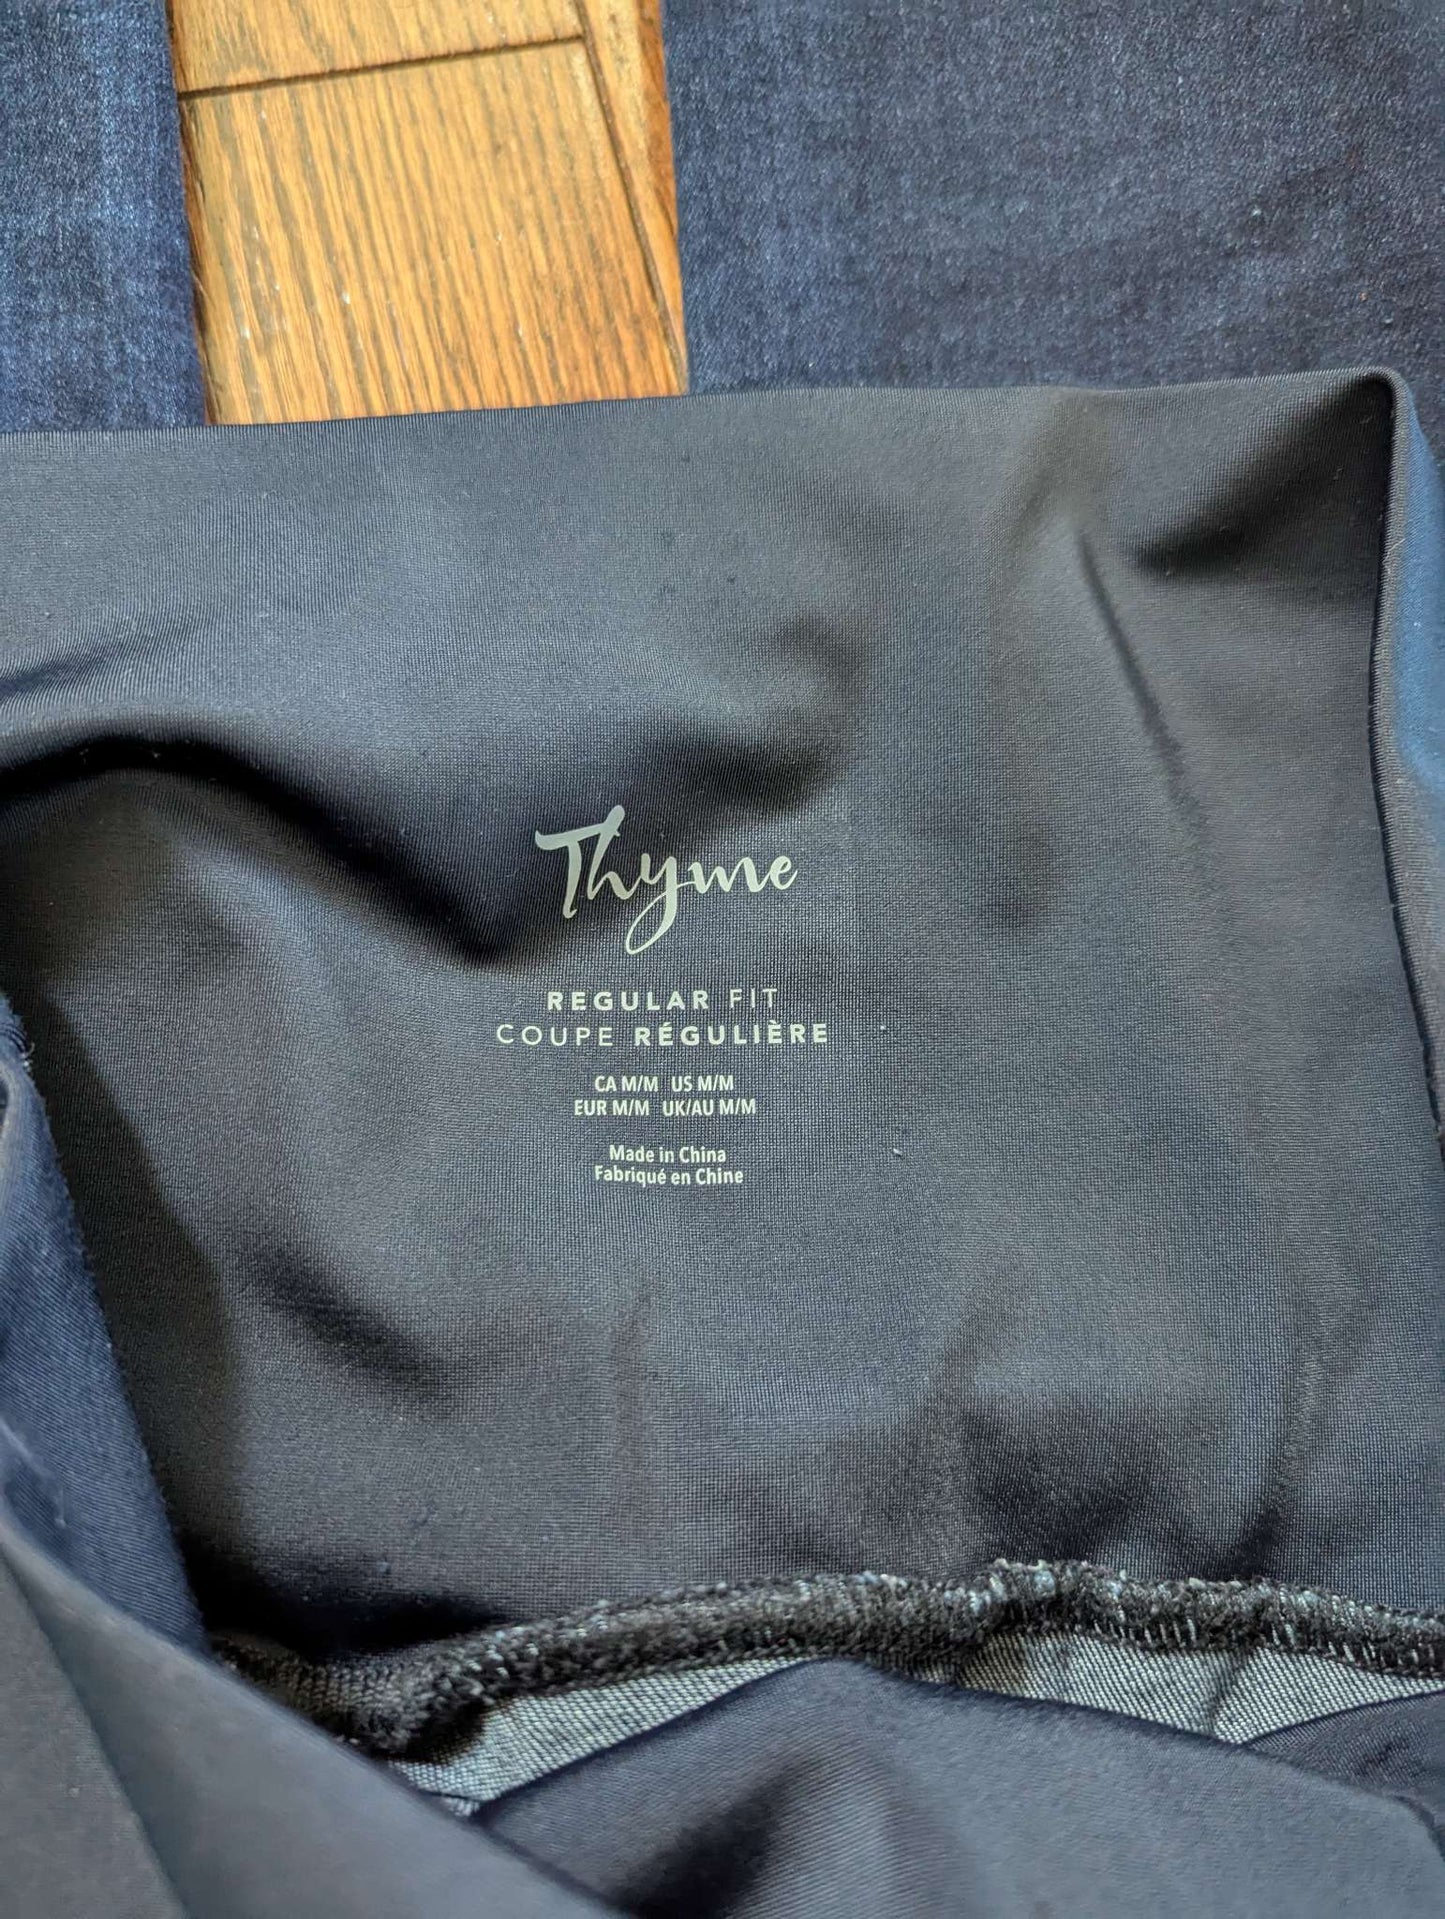 Thyme
REGULAR FIT
COUPE RÉGULIÈRE
CA M/M US M/M
EUR M/M UK/AU M/M
Made in China
Fabriqué en Chine